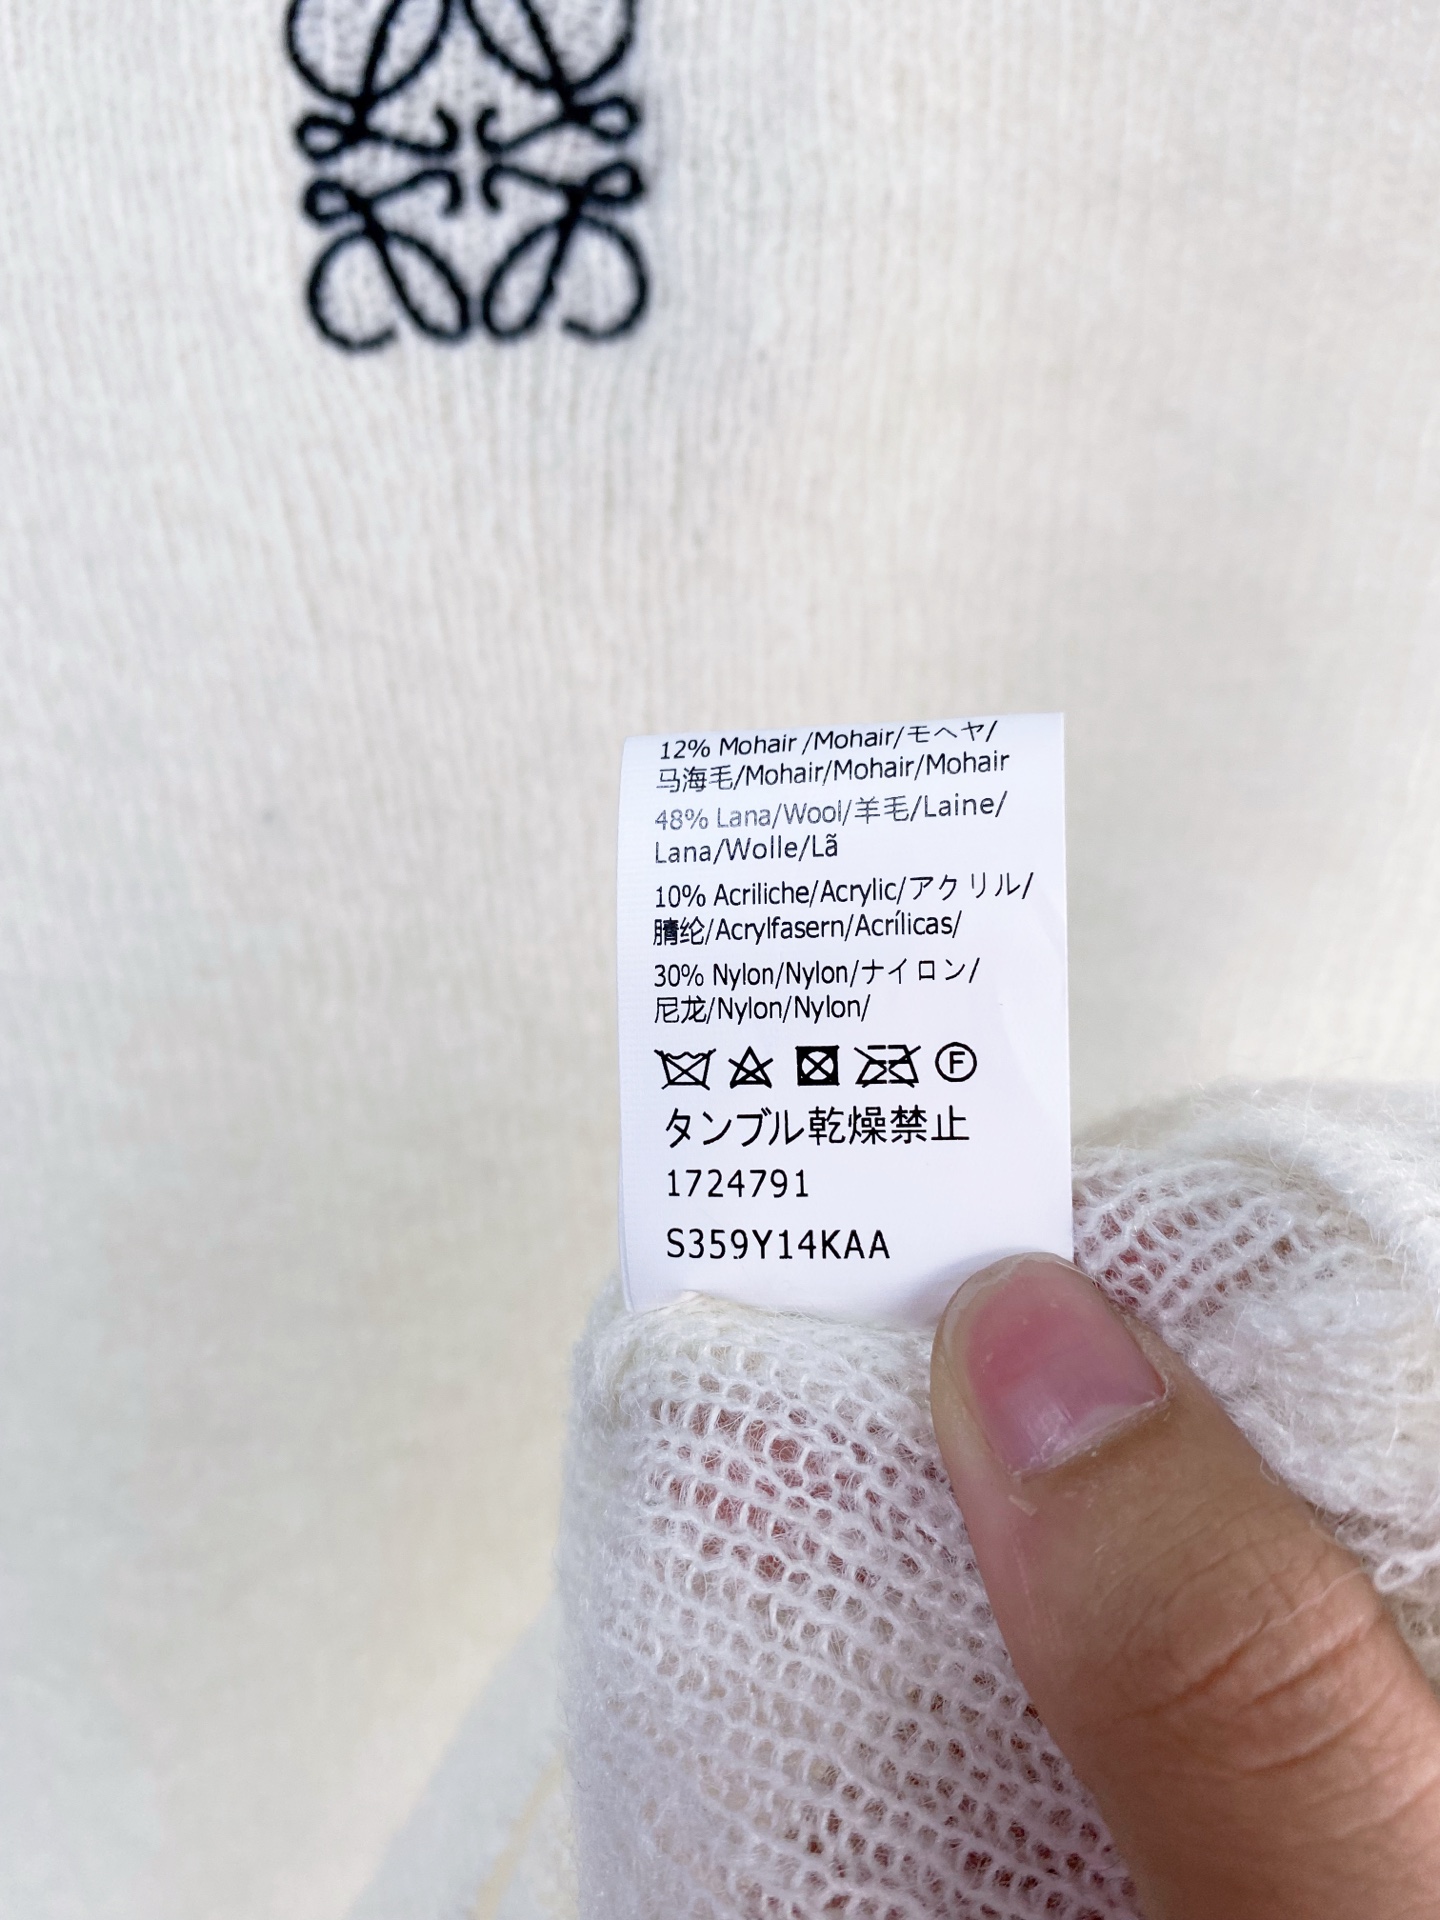 12% Mohair /Mohair/モヘヤ/
马海毛/Mohair/Mohair/Mohair
48% Lana/Wool/羊毛/Laine/
Lana/Wolle/Lã
10% Acriliche/Acrylic/アクリル/
腈纶/Acrylfasern/Acrílicas/
30% Nylon/Nylon/ナイロン/
尼龙/Nylon/Nylon/
F
タンブル乾燥禁止
1724791
S359Y14KAA